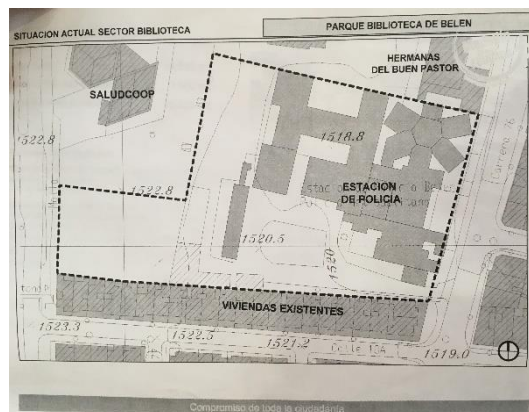 SITUACION ACTUAL SECTOR BIBLIOTECA
PARQUE BIBLIOTECA DE BELEN
HERMANAS
DEL BUEN PASTOR
SALUDCOOP
1522.8
1518.8
1522.8
ESTACION
DE POLICÍA
1520.5
1520
VIVIENDAS EXISTENTES
1523.3
1522.5
1521.2
1519.0
Compromiso de toda la ciudadanía